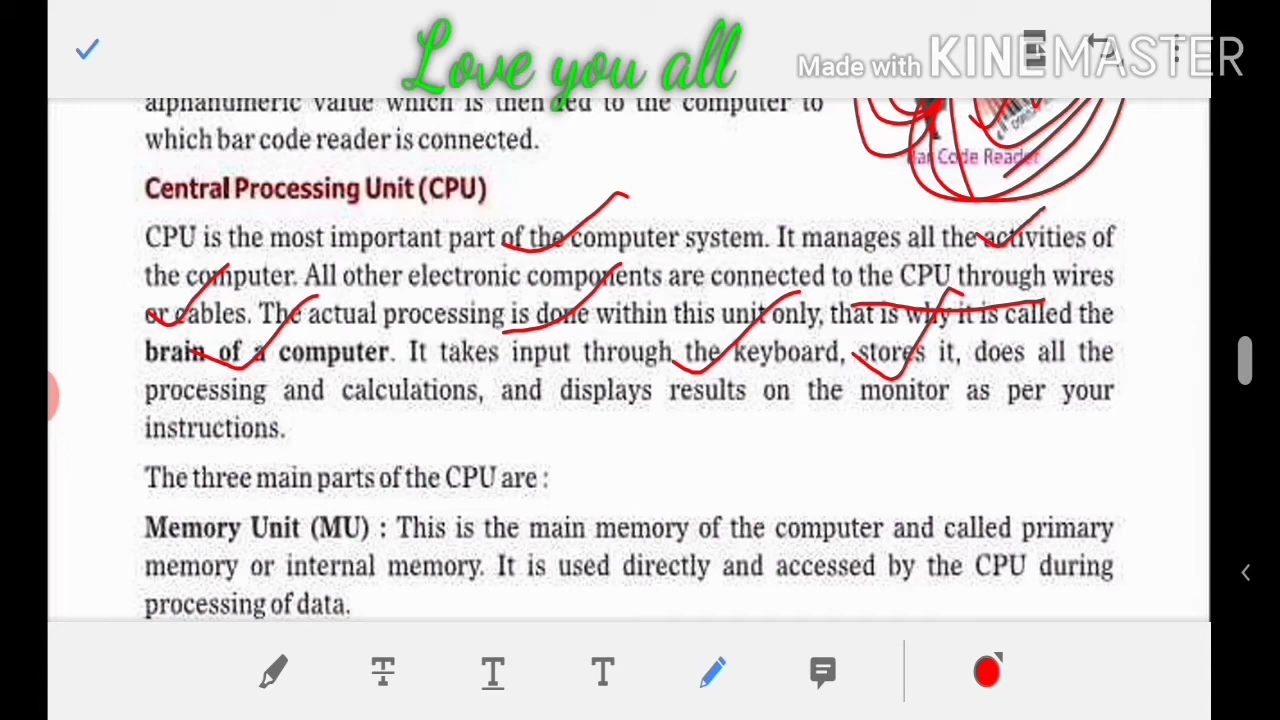 Love you all
Made with KINEMASTER
alphanumeric value which is then fed to the computer to
which bar code reader is connected.
Bar Code Reader
Central Processing Unit (CPU)
CPU is the most important part of the computer system. It manages all the activities of
the computer. All other electronic components are connected to the CPU through wires
or cables. The actual processing is done within this unit only, that is why it is called the
brain of a computer. It takes input through the keyboard, stores it, does all the
processing and calculations, and displays results on the monitor as per your
instructions.
The three main parts of the CPU are :
Memory Unit (MU) : This is the main memory of the computer and called primary
memory or internal memory. It is used directly and accessed by the CPU during
processing of data.
T
T
T